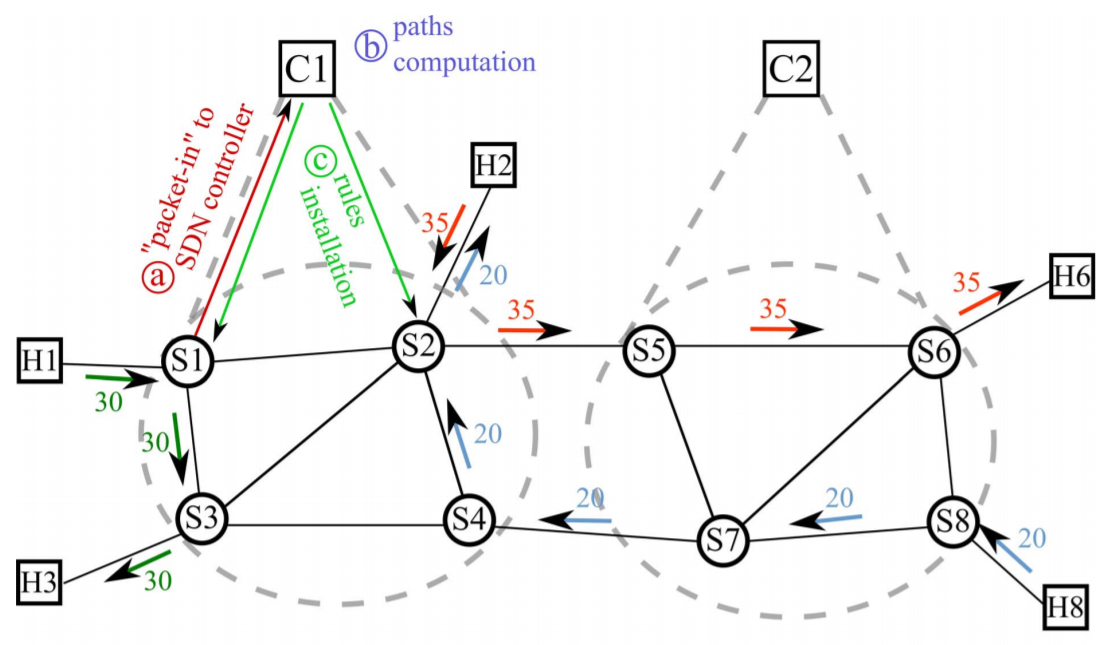 ⓑ paths
computation
C1
C2
ⓐ "packet-in" to
SDN controller
ⓒ rules
installation
H2
35
20
35
35
35
H6
H1
S1
S2
S5
S6
30
30
20
20
20
20
S3
S4
S7
S8
H3
30
H8